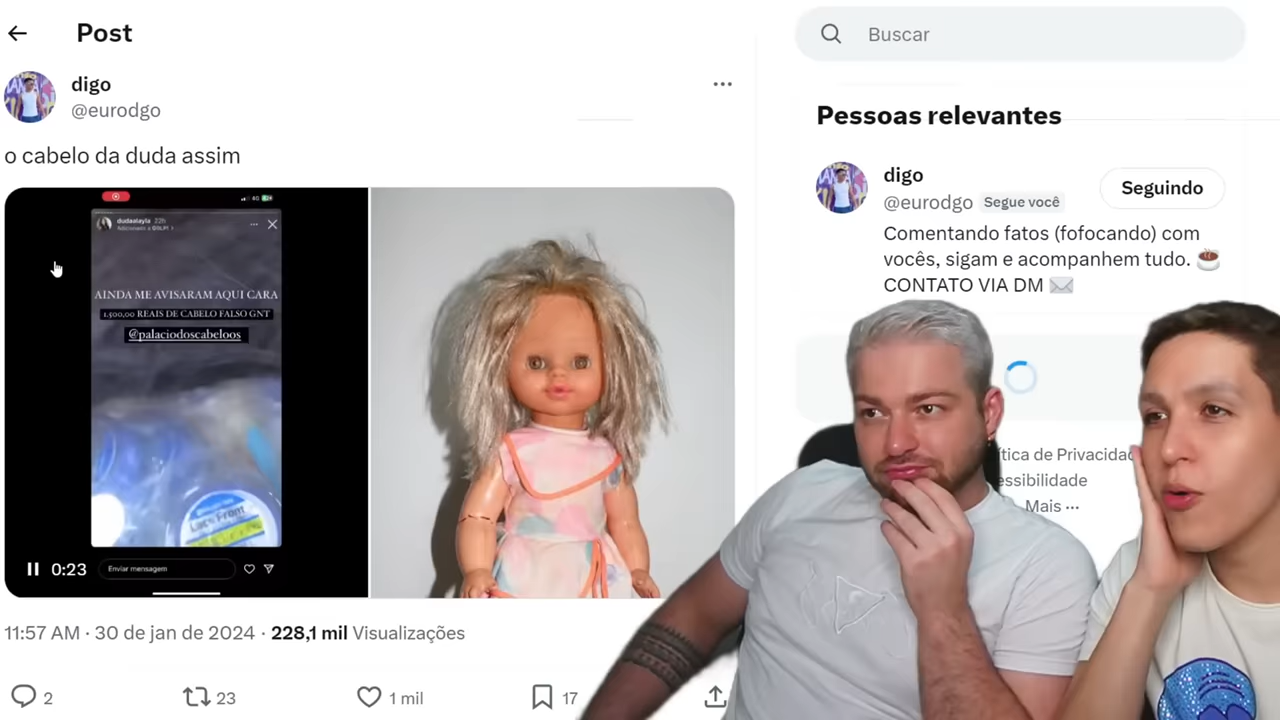 Post
Buscar
digo
@eurodgo
o cabelo da duda assim
dudaalayla 22h
AINDA ME AVISARAM AQUI CARA
1.500,00 REAIS DE CABELO FALSO GNT
@palaciodoscabeloos
Lace Front
0:23
Enviar mensagem
11:57 AM · 30 de jan de 2024 · 228,1 mil Visualizações
2
23
1 mil
17
Pessoas relevantes
digo
Seguindo
@eurodgo Segue você
Comentando fatos (fofocando) com
vocês, sigam e acompanhem tudo. ☕
CONTATO VIA DM ✉️
ítica de Privacidad
essibilidade
Mais ···